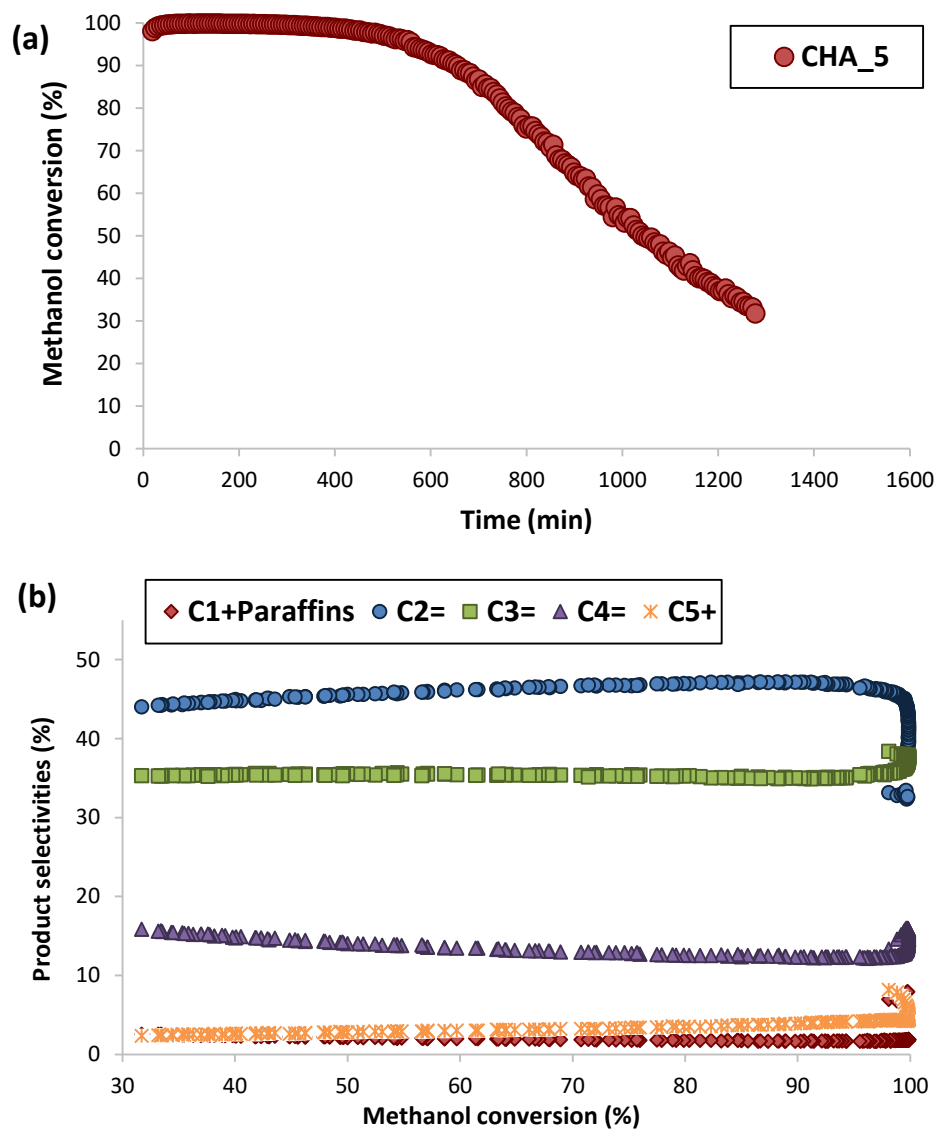 (a)
CHA_5
Methanol conversion (%)
100
90
80
70
60
50
40
30
20
10
0
0 200 400 600 800 1000 1200 1400 1600
Time (min)
(b)
C1+Paraffins C2= C3= C4= C5+
Product selectivities (%)
50
40
30
20
10
0
30 40 50 60 70 80 90 100
Methanol conversion (%)